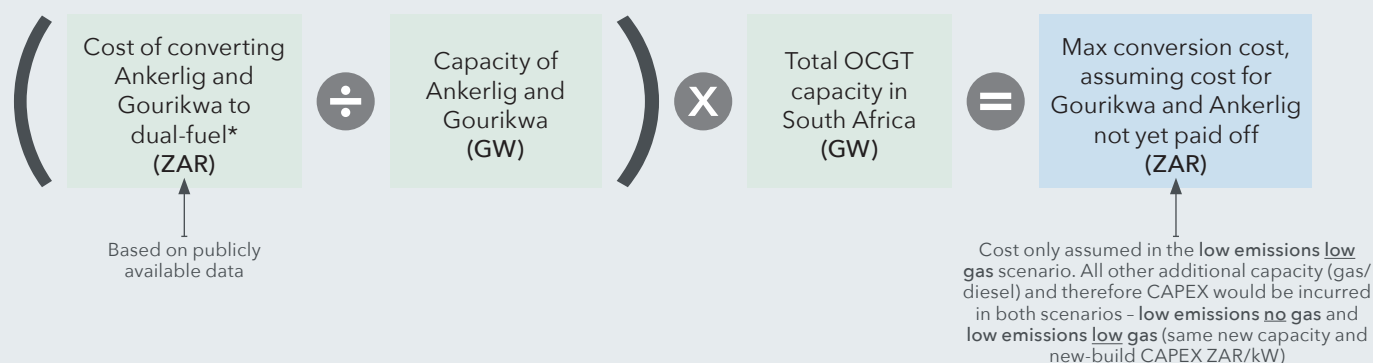 (
Cost of converting
Ankerlig and
Gourikwa to
dual-fuel*
(ZAR)
÷
Capacity of
Ankerlig and
Gourikwa
(GW)
)
X
Total OCGT
capacity in
South Africa
(GW)
=
Max conversion cost,
assuming cost for
Gourikwa and Ankerlig
not yet paid off
(ZAR)
Based on publicly
available data
Cost only assumed in the low emissions low
gas scenario. All other additional capacity (gas/
diesel) and therefore CAPEX would be incurred
in both scenarios – low emissions no gas and
low emissions low gas (same new capacity and
new-build CAPEX ZAR/kW)